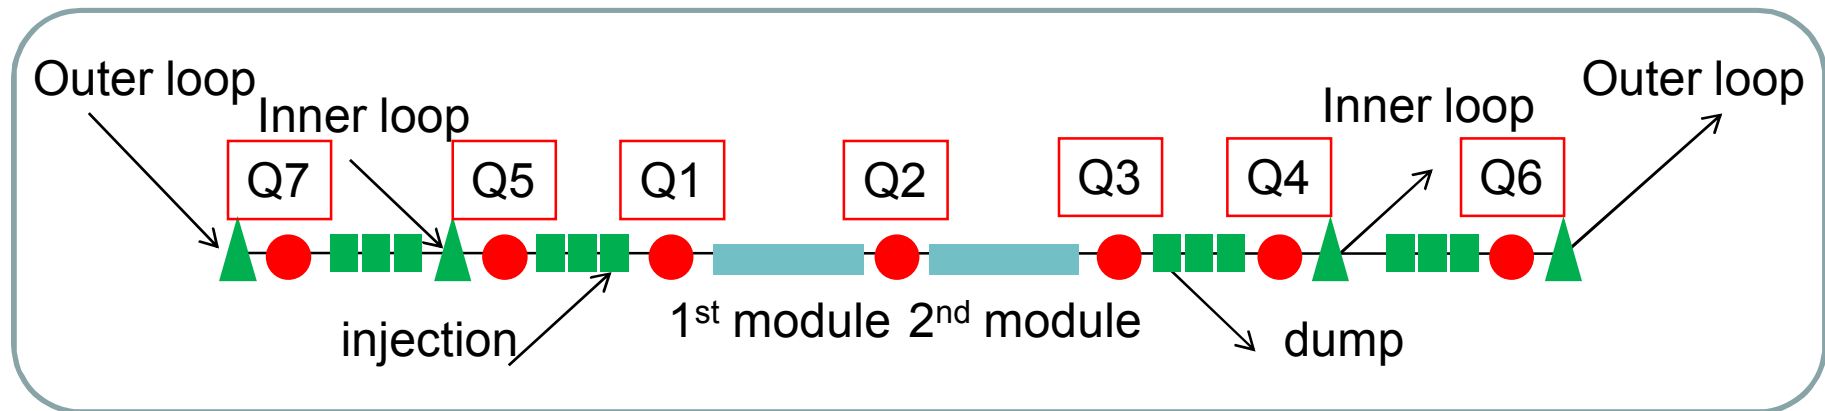 Outer loop
Inner loop
Inner loop
Outer loop
Q7
Q5
Q1
Q2
Q3
Q4
Q6
injection
1st module
2nd module
dump